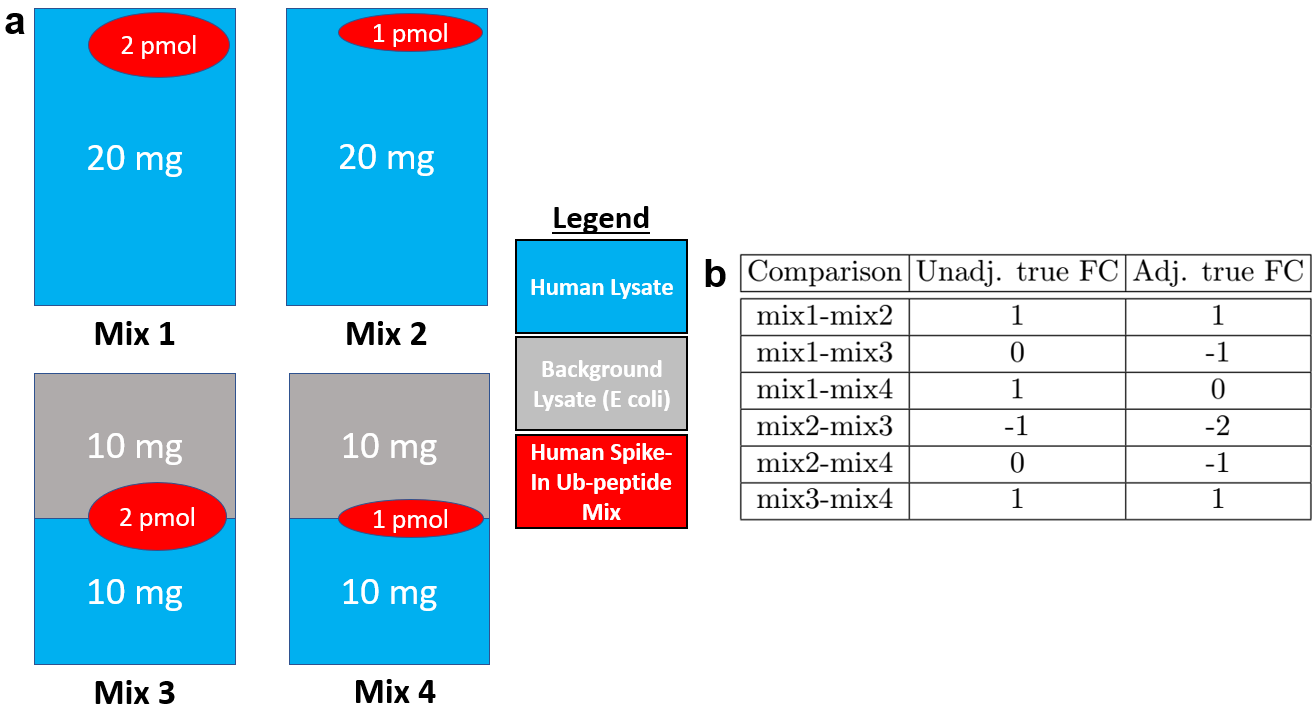 a
2 pmol
20 mg
Mix 1
1 pmol
20 mg
Mix 2
10 mg
2 pmol
10 mg
Mix 3
10 mg
1 pmol
10 mg
Mix 4
Legend
Human Lysate
Background
Lysate (E coli)
Human Spike-
In Ub-peptide
Mix
b
Comparison Unadj. true FC Adj. true FC
mix1-mix2 1 1
mix1-mix3 0 -1
mix1-mix4 1 0
mix2-mix3 -1 -2
mix2-mix4 0 -1
mix3-mix4 1 1